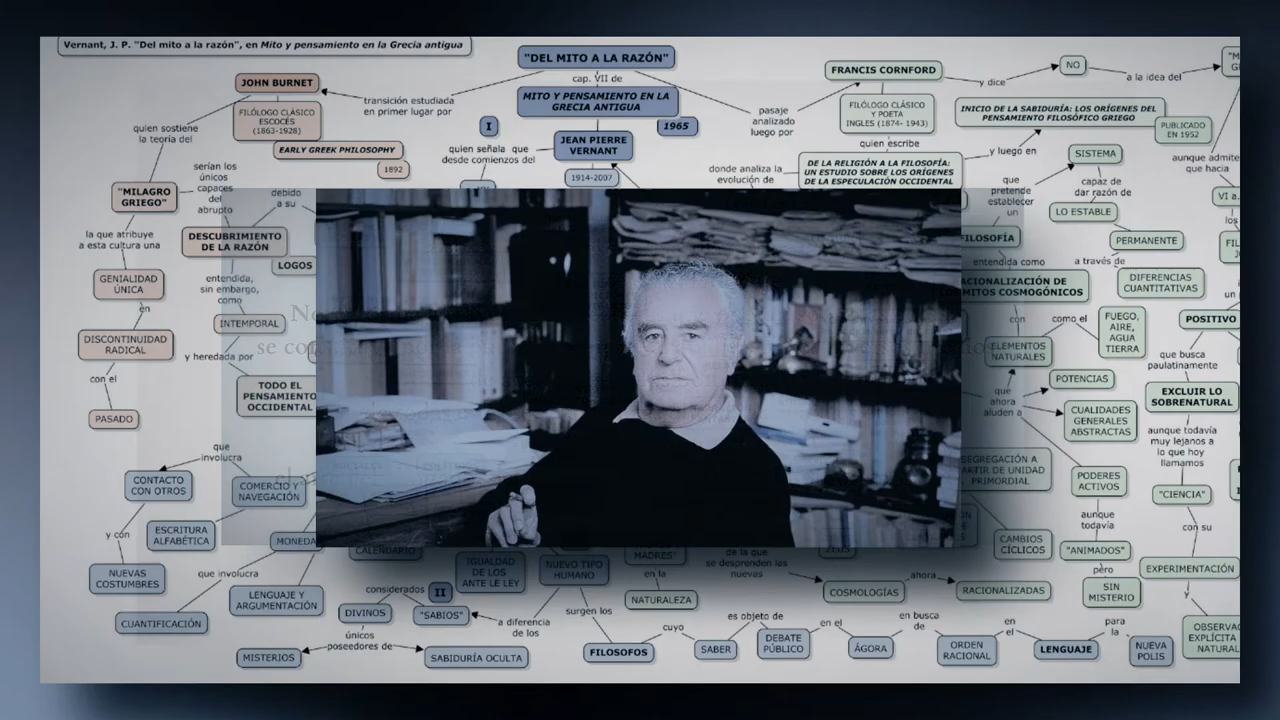 Vernant, J. P. "Del mito a la razón", en Mito y pensamiento en la Grecia antigua
"DEL MITO A LA RAZÓN"
cap. VII de
MITO Y PENSAMIENTO EN LA
GRECIA ANTIGUA
1965
I
quien señala que
desde comienzos del
JEAN PIERRE
VERNANT
1914-2007
transición estudiada
en primer lugar por
JOHN BURNET
FILÓLOGO CLÁSICO
ESCOCÉS
(1863-1928)
EARLY GREEK PHILOSOPHY
1892
quien sostiene
la teoría del
"MILAGRO
GRIEGO"
serían los
únicos
capaces
del
abrupto
debido
a su
DESCUBRIMIENTO
DE LA RAZÓN
LOGOS
la que atribuye
a esta cultura una
GENIALIDAD
ÚNICA
en
DISCONTINUIDAD
RADICAL
con el
PASADO
entendida,
sin embargo,
como
INTEMPORAL
y heredada por
TODO EL
PENSAMIENTO
OCCIDENTAL
que
involucra
CONTACTO
CON OTROS
COMERCIO Y
NAVEGACIÓN
ESCRITURA
ALFABÉTICA
MONEDA
CALENDARIO
y con
NUEVAS
COSTUMBRES
que involucra
LENGUAJE Y
ARGUMENTACIÓN
CUANTIFICACIÓN
IGUALDAD
DE LOS
ANTE LE LEY
NUEVO TIPO
HUMANO
considerados
II
DIVINOS
"SABIOS"
únicos
poseedores de
MISTERIOS
SABIDURÍA OCULTA
a diferencia
de los
surgen los
FILOSOFOS
cuyo
SABER
es objeto de
DEBATE
PÚBLICO
en el
ÁGORA
en busca
de
ORDEN
RACIONAL
en
el
LENGUAJE
para
la
NUEVA
POLIS
pasaje
analizado
luego por
FRANCIS CORNFORD
FILÓLOGO CLÁSICO
Y POETA
INGLES (1874- 1943)
quien escribe
donde analiza la
evolución de
DE LA RELIGIÓN A LA FILOSOFÍA:
UN ESTUDIO SOBRE LOS ORÍGENES
DE LA ESPECULACIÓN OCCIDENTAL
y dice
NO
a la idea del
INICIO DE LA SABIDURÍA: LOS ORÍGENES DEL
PENSAMIENTO FILOSÓFICO GRIEGO
PUBLICADO
EN 1952
y luego en
SISTEMA
que
pretende
establecer
un
capaz de
dar razón de
LO ESTABLE
PERMANENTE
a través de
DIFERENCIAS
CUANTITATIVAS
FILOSOFÍA
entendida como
MITOS COSMOGÓNICOS
con
como el
ELEMENTOS
NATURALES
FUEGO,
AIRE,
AGUA
TIERRA
que
ahora
aluden a
POTENCIAS
CUALIDADES
GENERALES
ABSTRACTAS
PODERES
ACTIVOS
aunque
todavía
"ANIMADOS"
pero
SIN
MISTERIO
SEGREGACIÓN A
PARTIR DE UNIDAD
PRIMORDIAL
CAMBIOS
CÍCLICOS
MADRES"
en la
NATURALEZA
ZEUS
de la que
se desprenden las
nuevas
COSMOLOGÍAS
ahora
RACIONALIZADAS
aunque admite
que hacia
VI a.
los
un
POSITIVO
que busca
paulatinamente
EXCLUIR LO
SOBRENATURAL
aunque todavía
muy lejanos a
lo que hoy
llamamos
"CIENCIA"
con su
EXPERIMENTACIÓN
y
EXPLÍCITA